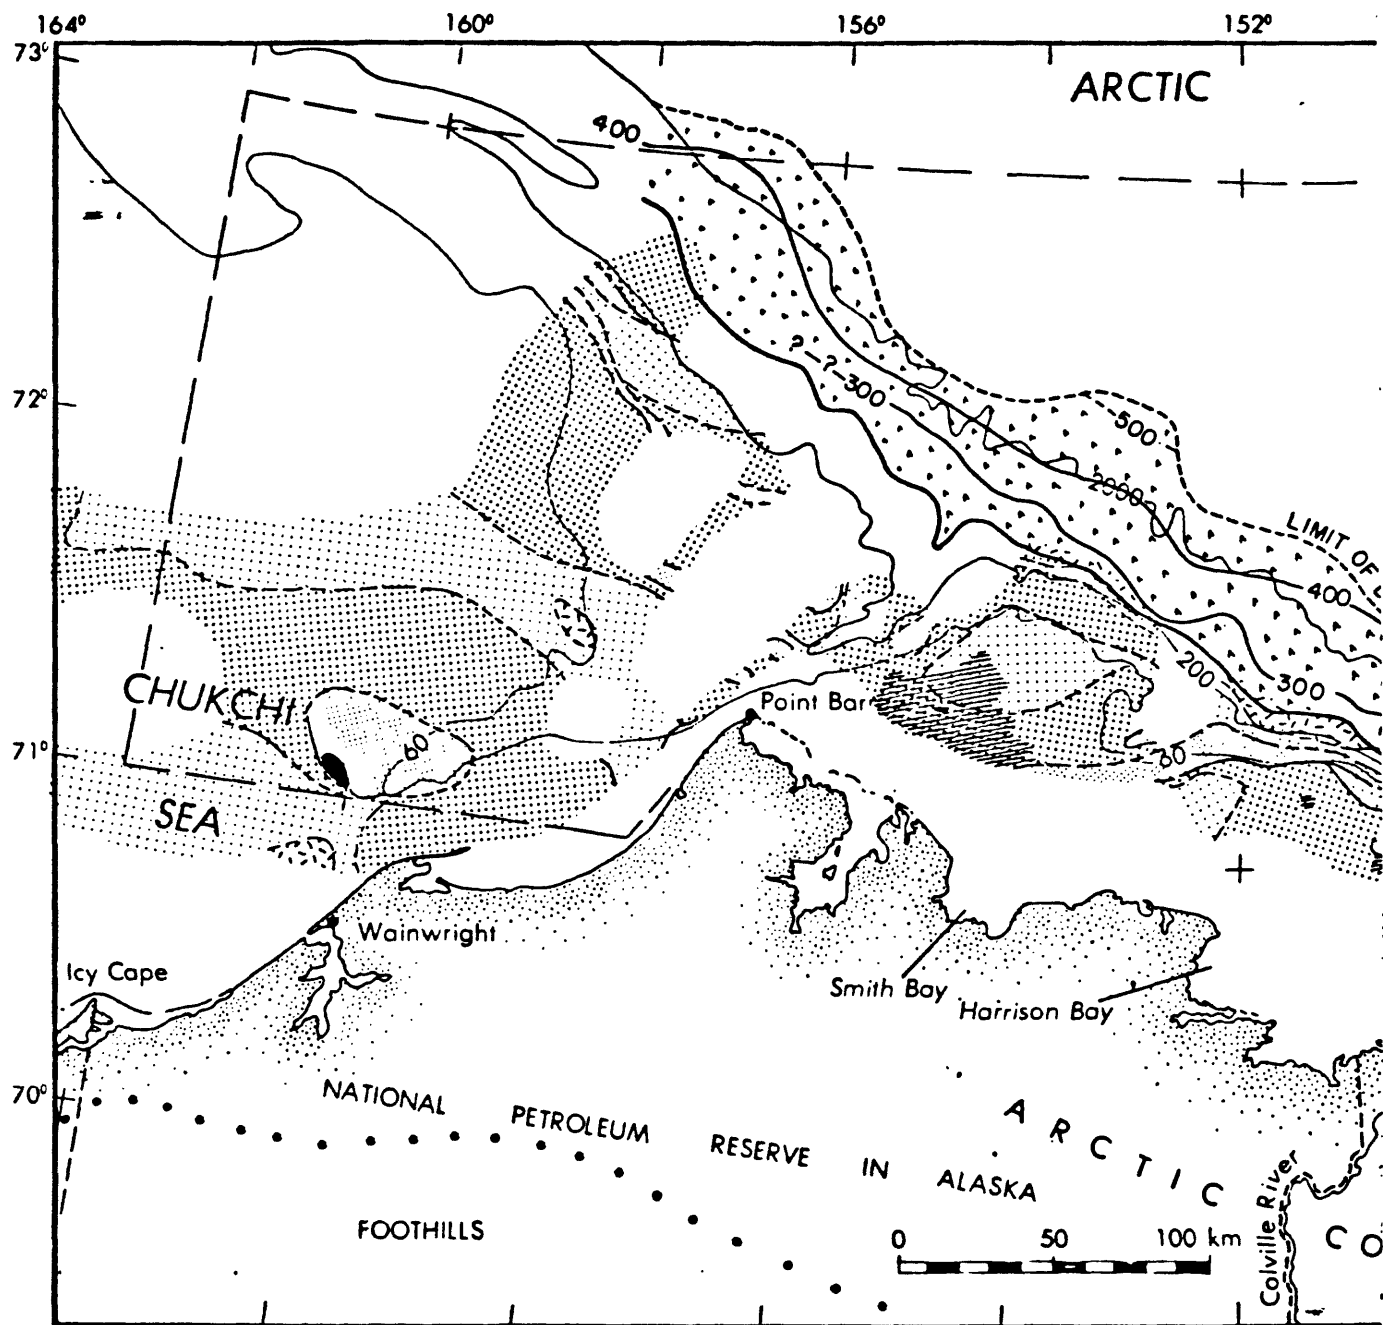 164° 160° 156° 152°
73°
ARCTIC
400
72°
? ? 300
500
2000
LIMIT OF
400
200
300
CHUKCHI
Point Barr
71°
60
60
SEA
Wainwright
Icy Cape
Smith Bay
Harrison Bay
70°
NATIONAL PETROLEUM RESERVE IN ALASKA
ARCTIC
CO
FOOTHILLS
0 50 100 km
Colville River